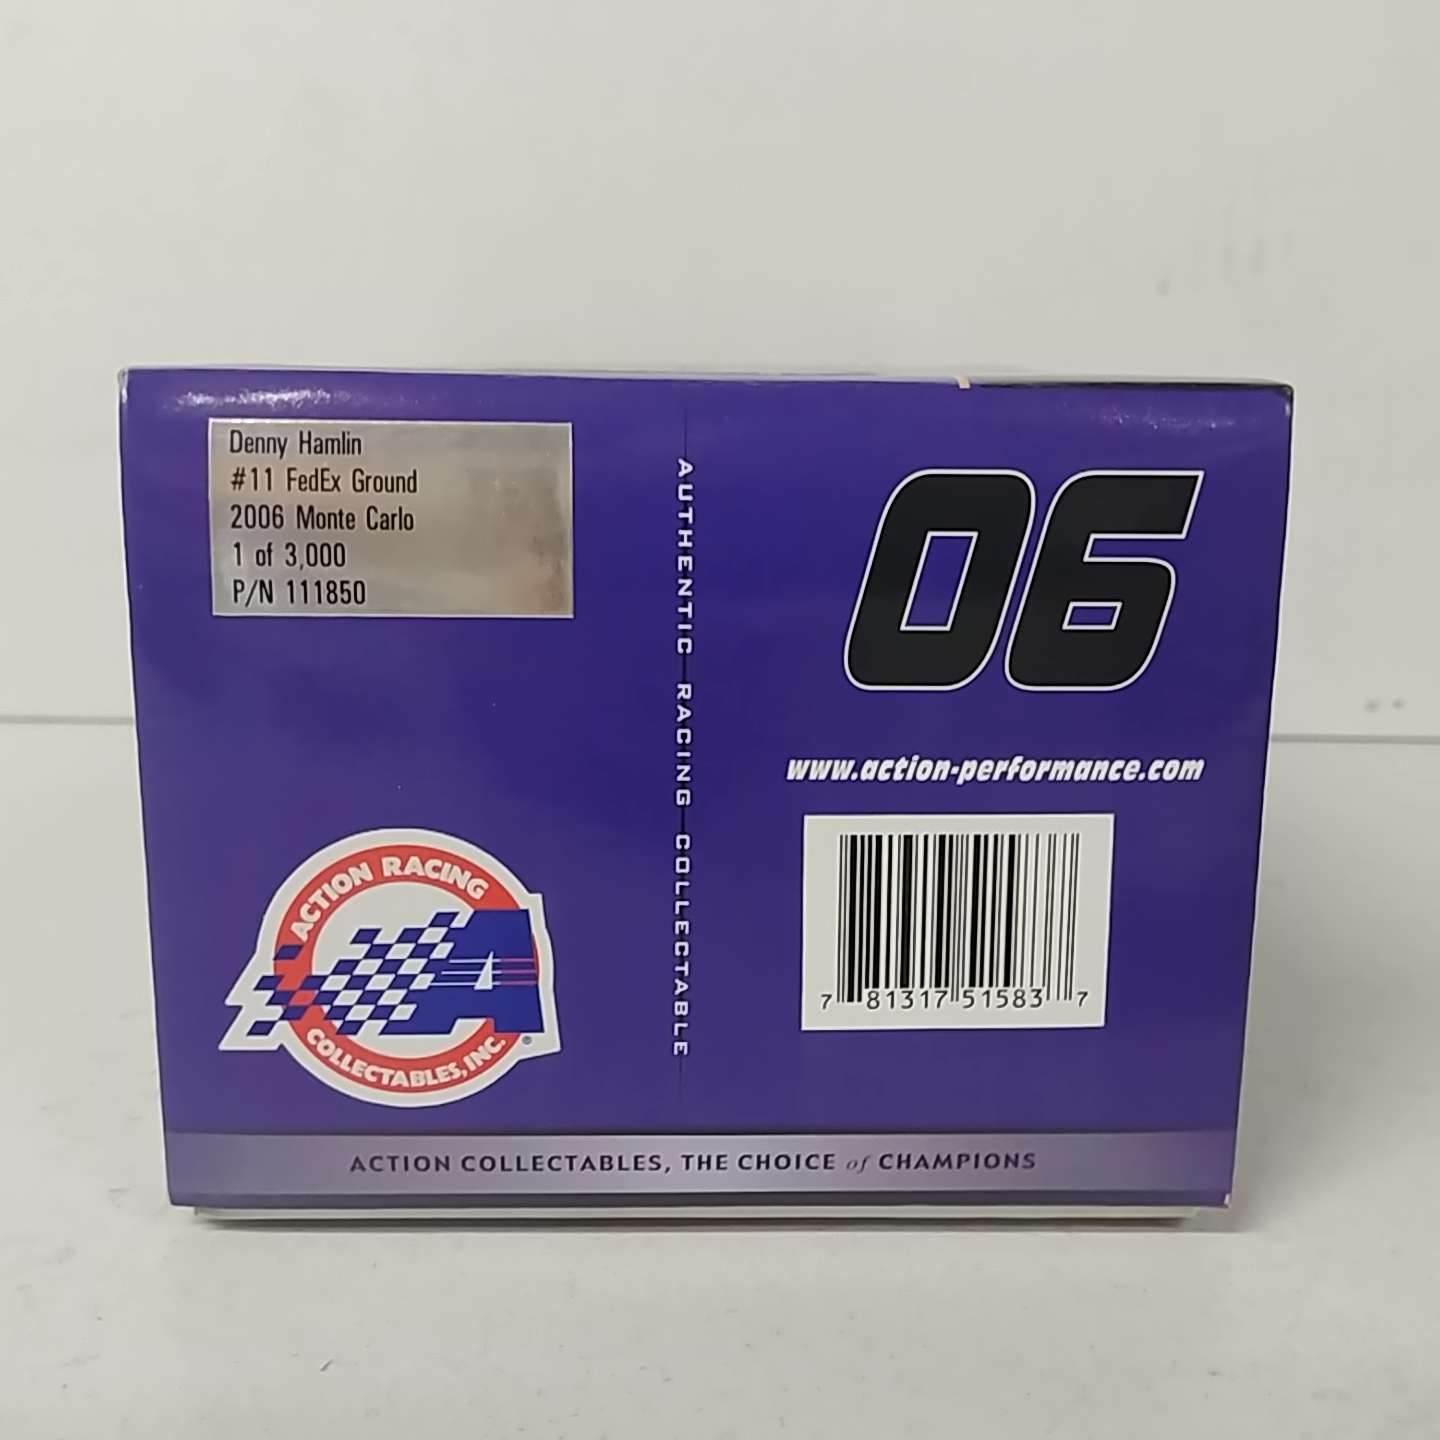 Denny Hamlin
#11 FedEx Ground
2006 Monte Carlo
1 of 3,000
P/N 111850
AUTHENTIC RACING COLLECTABLE
06
www.action-performance.com
7 81317 51583 7
ACTION RACING
COLLECTABLES, INC.
®
ACTION COLLECTABLES, THE CHOICE of CHAMPIONS